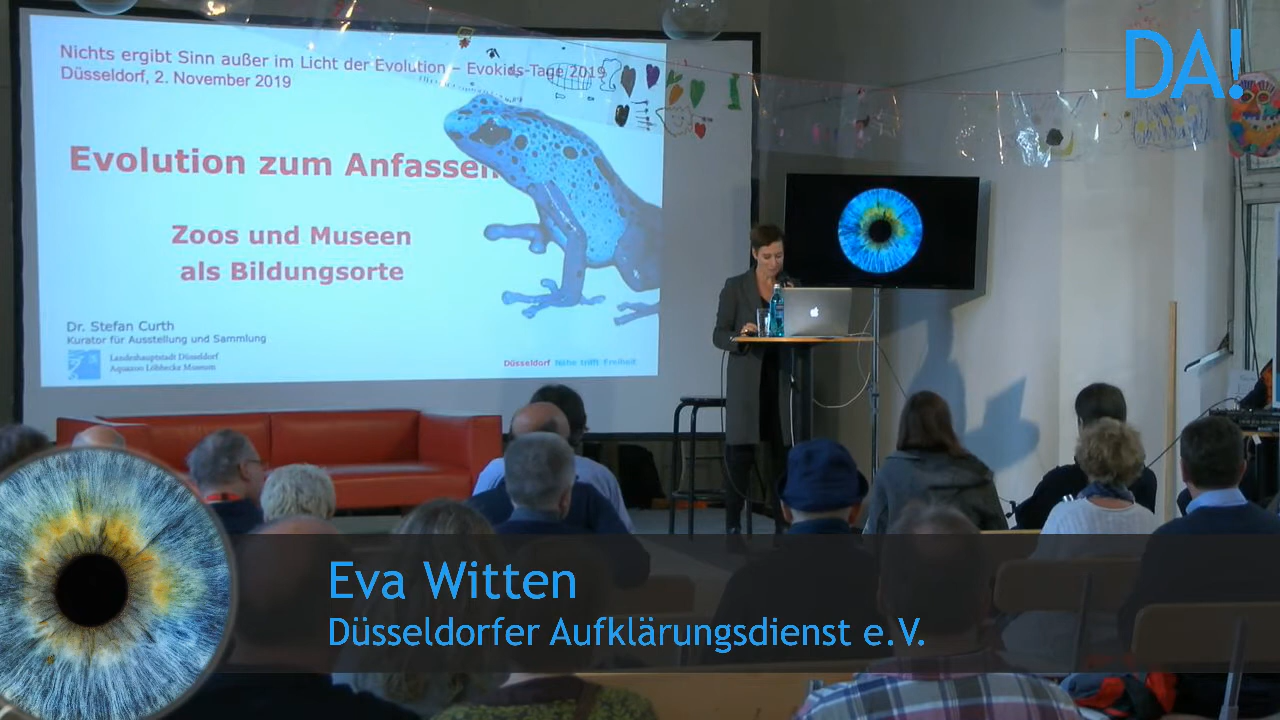 Nichts ergibt Sinn außer im Licht der Evolution – Evokids-Tage 2019
Düsseldorf, 2. November 2019
DA!
Evolution zum Anfassen
Zoos und Museen
als Bildungsorte
Dr. Stefan Curth
Kurator für Ausstellung und Sammlung
Landeshauptstadt Düsseldorf
Aquazoo Löbbecke Museum
Düsseldorf Nähe trifft Freiheit
Eva Witten
Düsseldorfer Aufklärungsdienst e.V.